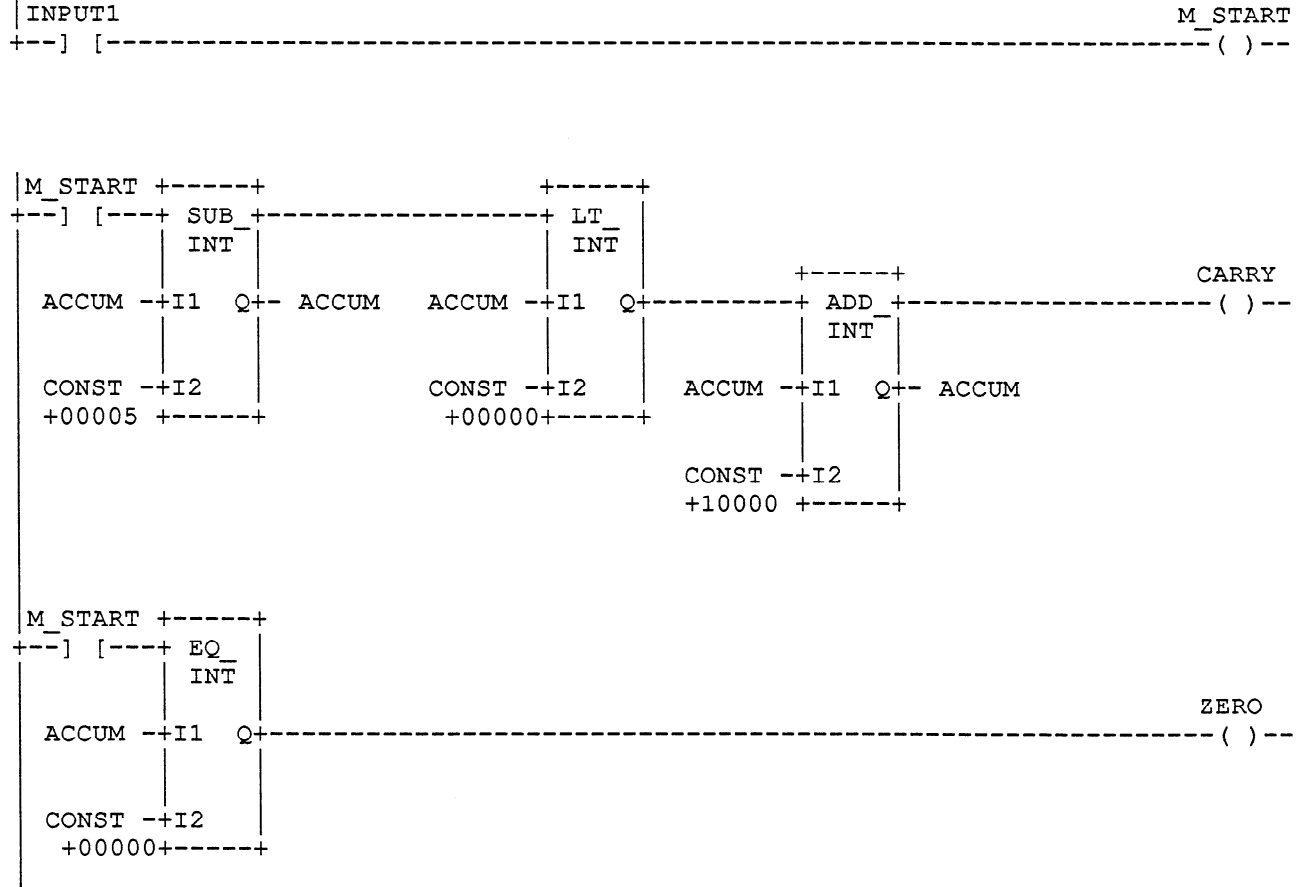 INPUT1 M_START
+--] [--( )--
M_START
SUB_ LT_
INT INT
CARRY
ACCUM I1 Q ACCUM ACCUM I1 Q ADD_ ( )
INT
CONST I2 CONST I2 ACCUM I1 Q ACCUM
+00005 +00000
CONST I2
+10000
M_START
EQ_
INT
ZERO
ACCUM I1 Q ( )
CONST I2
+00000